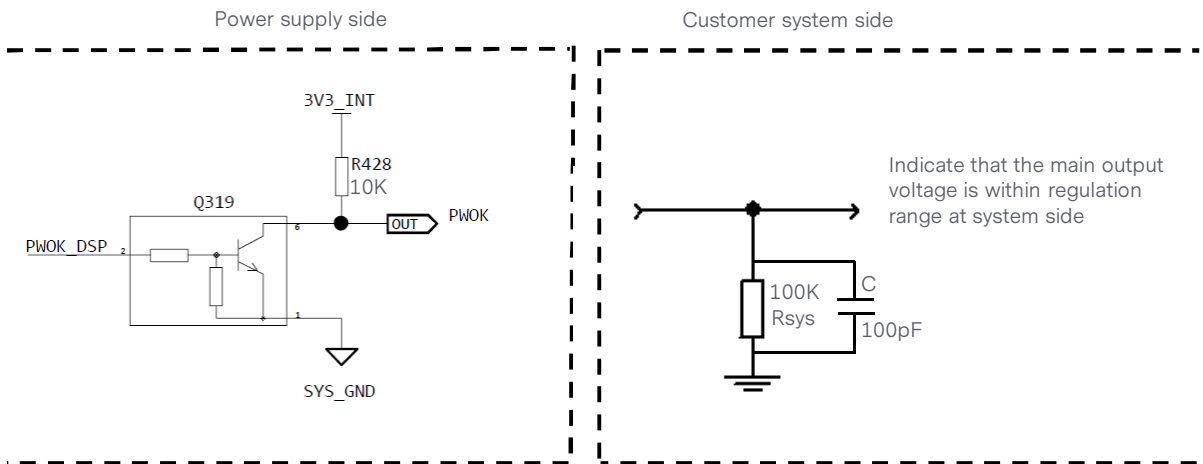 Power supply side
Customer system side
3V3_INT
R428
10K
Q319
6
OUT
PWOK
PWOK_DSP
2
1
SYS_GND
Indicate that the main output
voltage is within regulation
range at system side
100K
Rsys
C
100pF